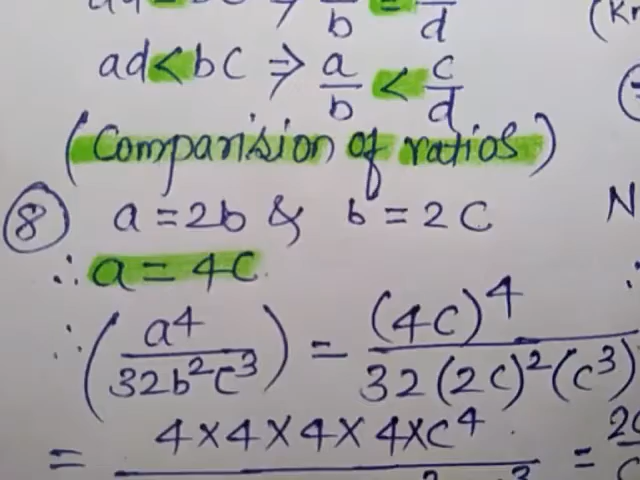 b d
ad < bc ⇒ a/b < c/d
(Comparision of ratios)
⑧ a = 2b & b = 2C
∴ a = 4C.
∴ (a⁴/32b²c³) = (4C)⁴/32(2C)²(c³)
= 4×4×4×4×c⁴ =